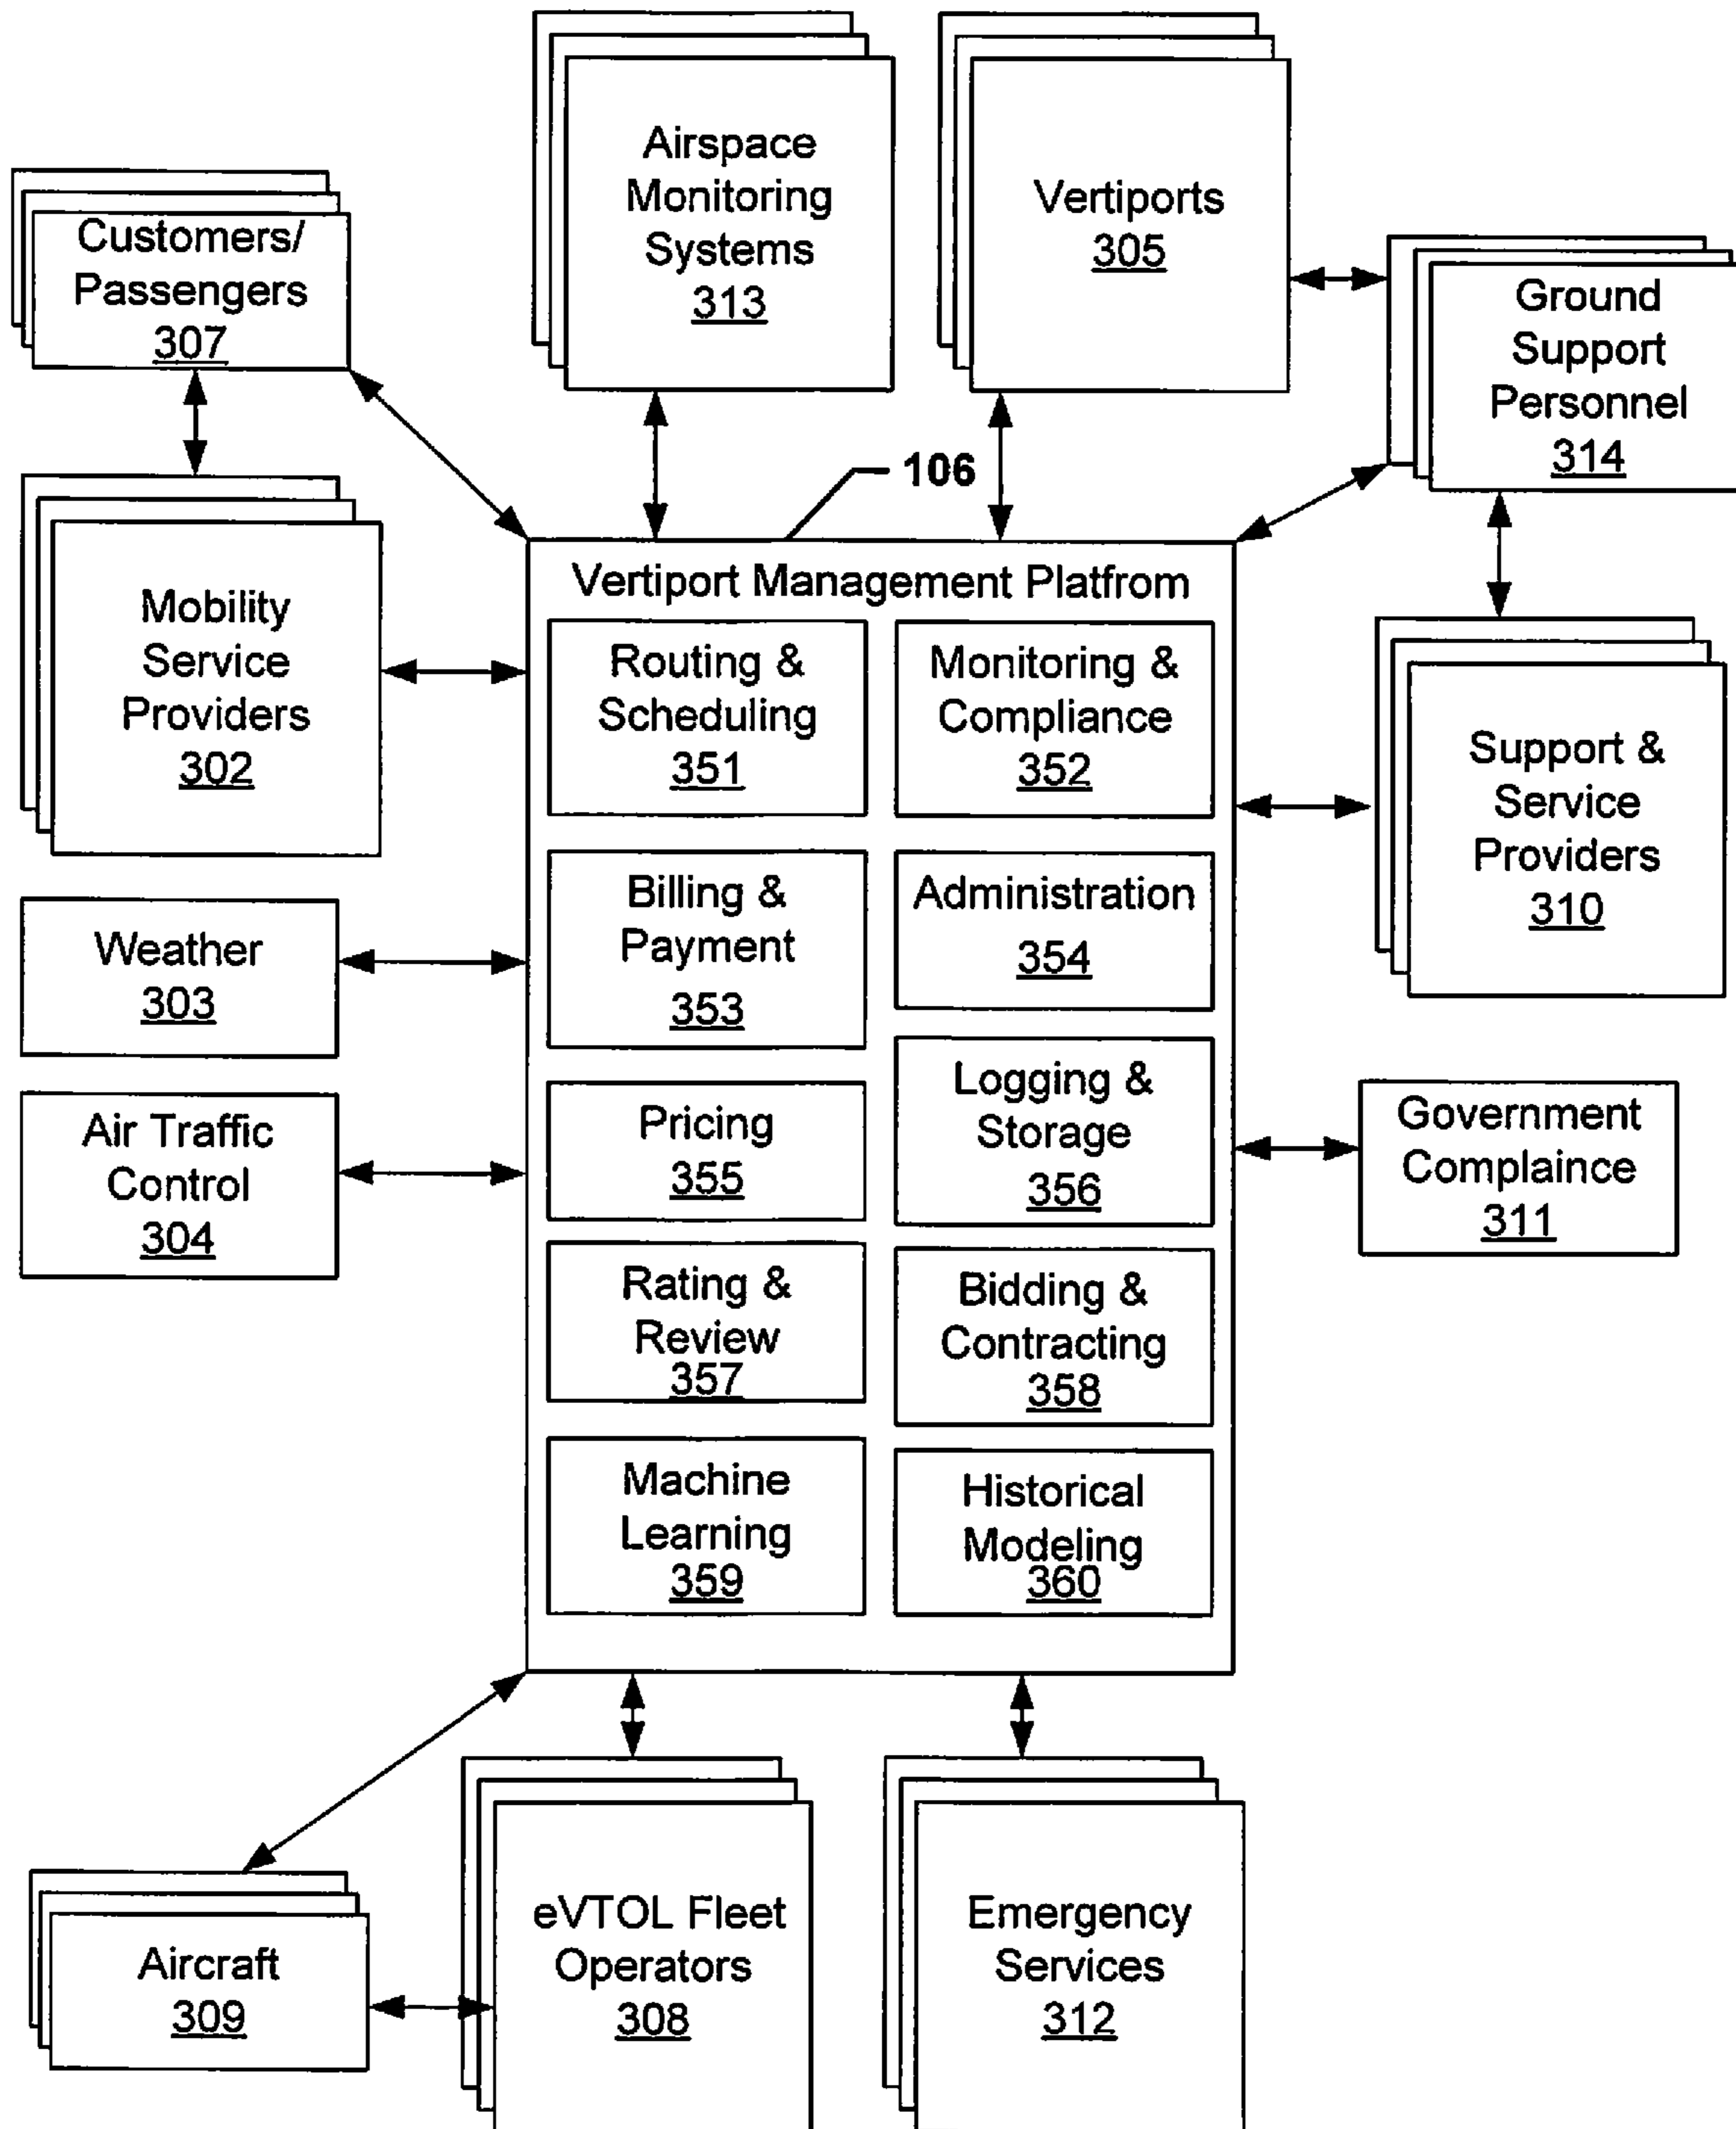 Airspace
Monitoring
Systems
313
Vertiports
305
Customers/
Passengers
307
Ground
Support
Personnel
314
106
Mobility
Service
Providers
302
Vertiport Management Platfrom
Routing &
Scheduling
351
Monitoring &
Compliance
352
Support &
Service
Providers
310
Billing &
Payment
353
Administration
354
Weather
303
Air Traffic
Control
304
Pricing
355
Logging &
Storage
356
Government
Complaince
311
Rating &
Review
357
Bidding &
Contracting
358
Machine
Learning
359
Historical
Modeling
360
Aircraft
309
eVTOL Fleet
Operators
308
Emergency
Services
312